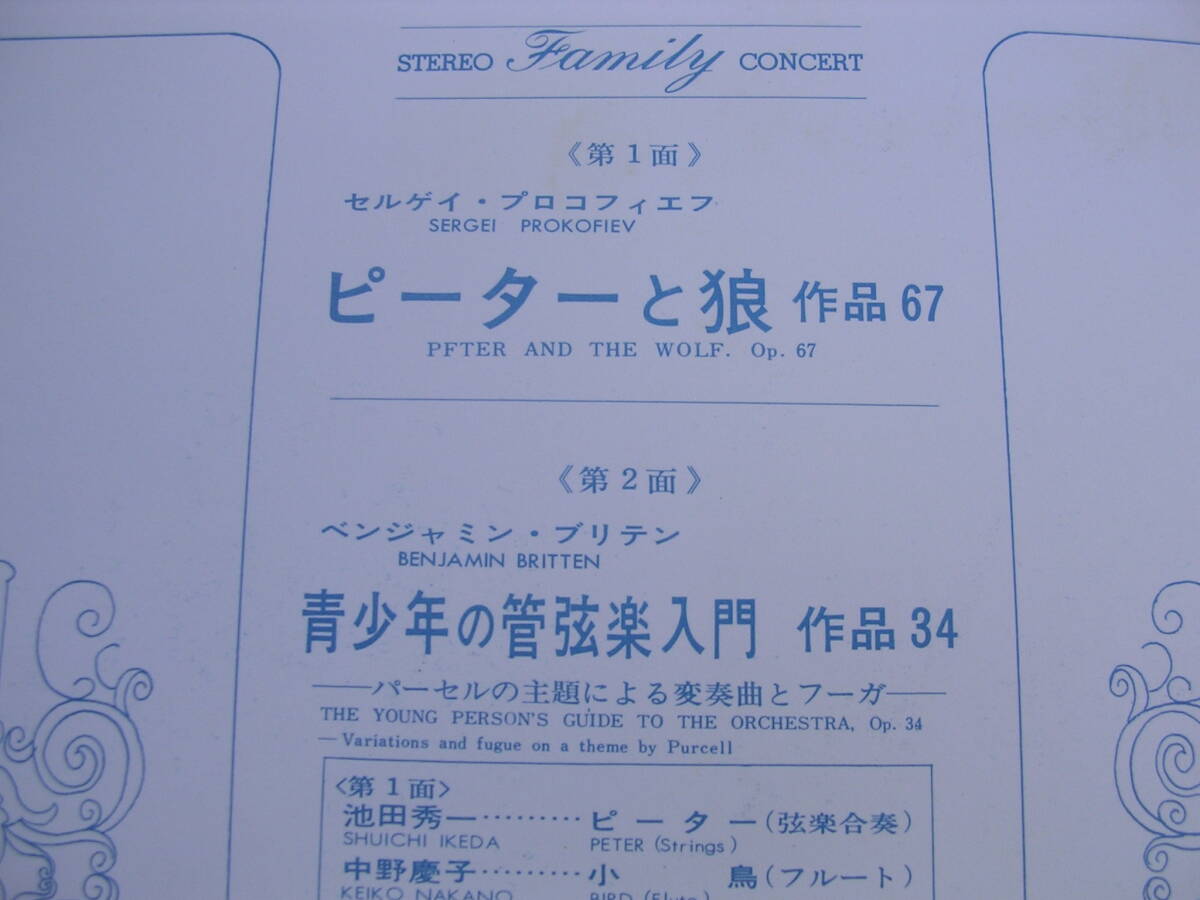 STEREO Family CONCERT
《第1面》
セルゲイ・プロコフィエフ
SERGEI PROKOFIEV
ピーターと狼 作品67
PFTER AND THE WOLF. Op. 67
《第2面》
ベンジャミン・ブリテン
BENJAMIN BRITTEN
青少年の管弦楽入門 作品34
——パーセルの主題による変奏曲とフーガ——
THE YOUNG PERSON'S GUIDE TO THE ORCHESTRA, Op. 34
—Variations and fugue on a theme by Purcell
〈第1面〉
池田秀一………ピーター(弦楽合奏)
SHUICHI IKEDA PETER (Strings)
中野慶子………小鳥(フルート)
KEIKO NAKANO BIRD (Flute)